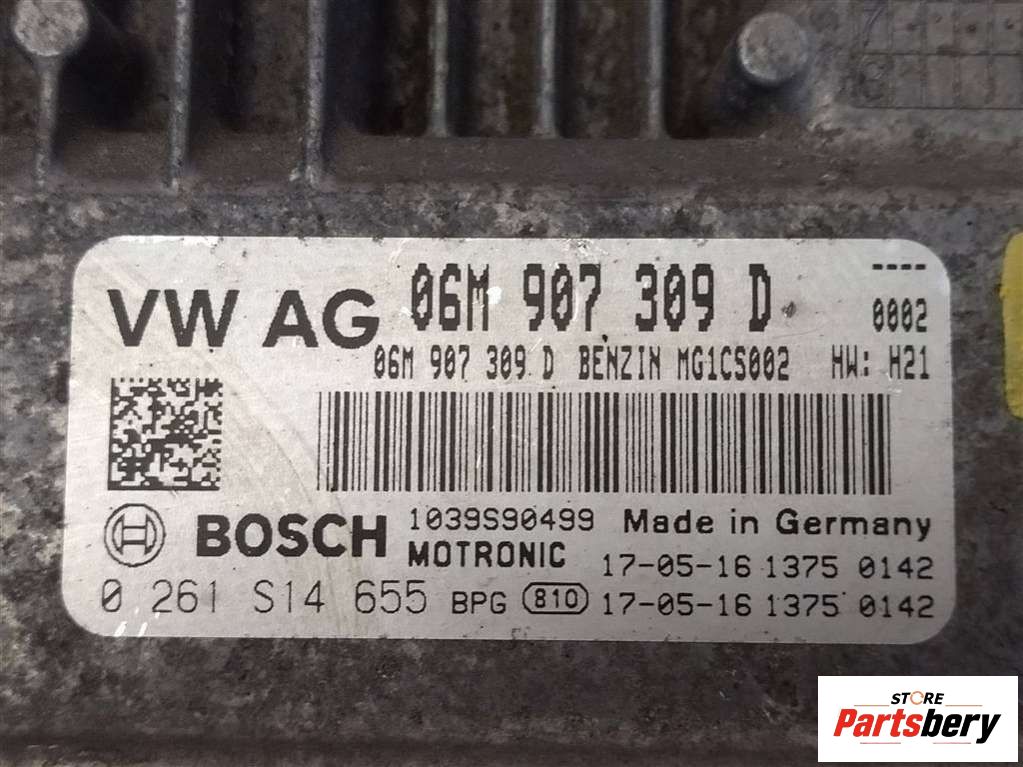 VW AG 06M 907 309 D ----
0002
06M 907 309 D BENZIN MG1CS002 HW: H21
BOSCH 1039S90499 Made in Germany
MOTRONIC 17-05-16 1375 0142
0 261 S14 655 BPG 810 17-05-16 1375 0142
STORE
Partsbery